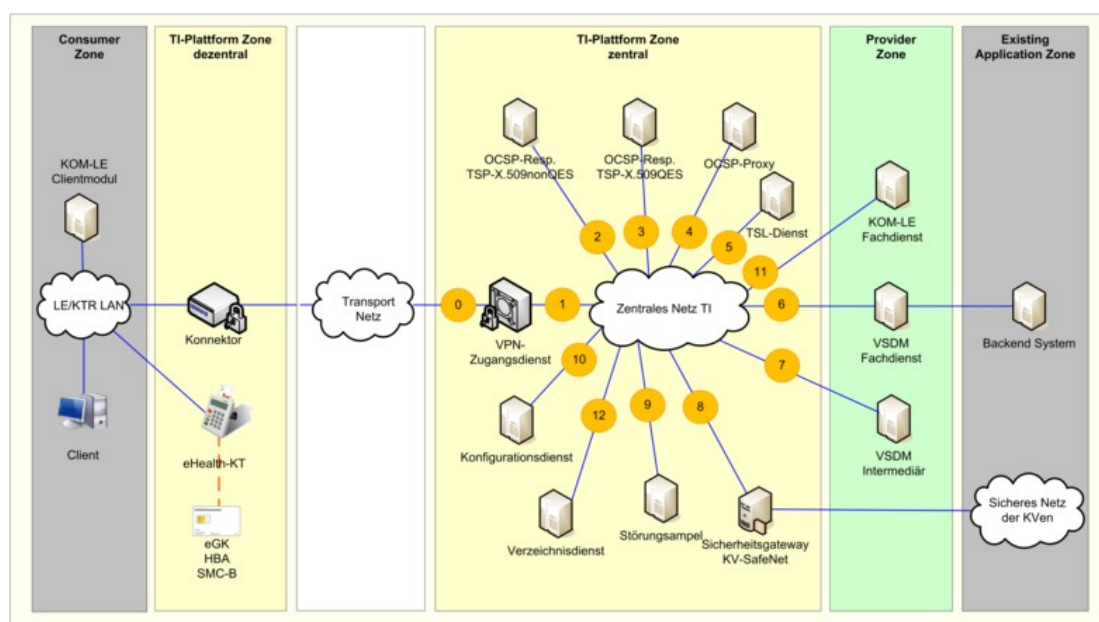 Consumer
Zone
TI-Plattform Zone
dezentral
TI-Plattform Zone
zentral
Provider
Zone
Existing
Application Zone
KOM-LE
Clientmodul
LE/KTR LAN
Client
Konnektor
eHealth-KT
eGK
HBA
SMC-B
Transport
Netz
0
VPN-
Zugangsdienst
1
OCSP-Resp.
TSP-X.509nonQES
2
OCSP-Resp.
TSP-X.509QES
3
OCSP-Proxy
4
TSL-Dienst
5
11
6
7
8
9
12
10
Zentrales Netz TI
Konfigurationsdienst
Verzeichnisdienst
Störungsampel
Sicherheitsgateway
KV-SafeNet
KOM-LE
Fachdienst
VSDM
Fachdienst
VSDM
Intermediär
Backend System
Sicheres Netz
der KVen